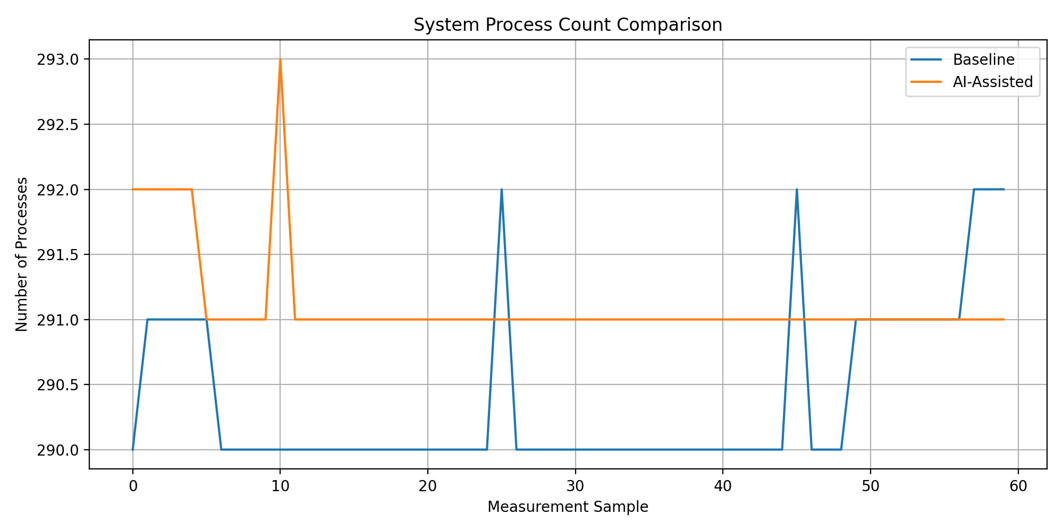 System Process Count Comparison
293.0
292.5
292.0
291.5
291.0
290.5
290.0
Number of Processes
Baseline
AI-Assisted
0 10 20 30 40 50 60
Measurement Sample